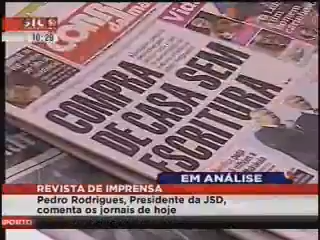 SIC
10:29
COMPRA
DE CASA SEM
ESCRITURA
EM ANÁLISE
REVISTA DE IMPRENSA
Pedro Rodrigues, Presidente da JSD,
comenta os jornais de hoje
PORTO